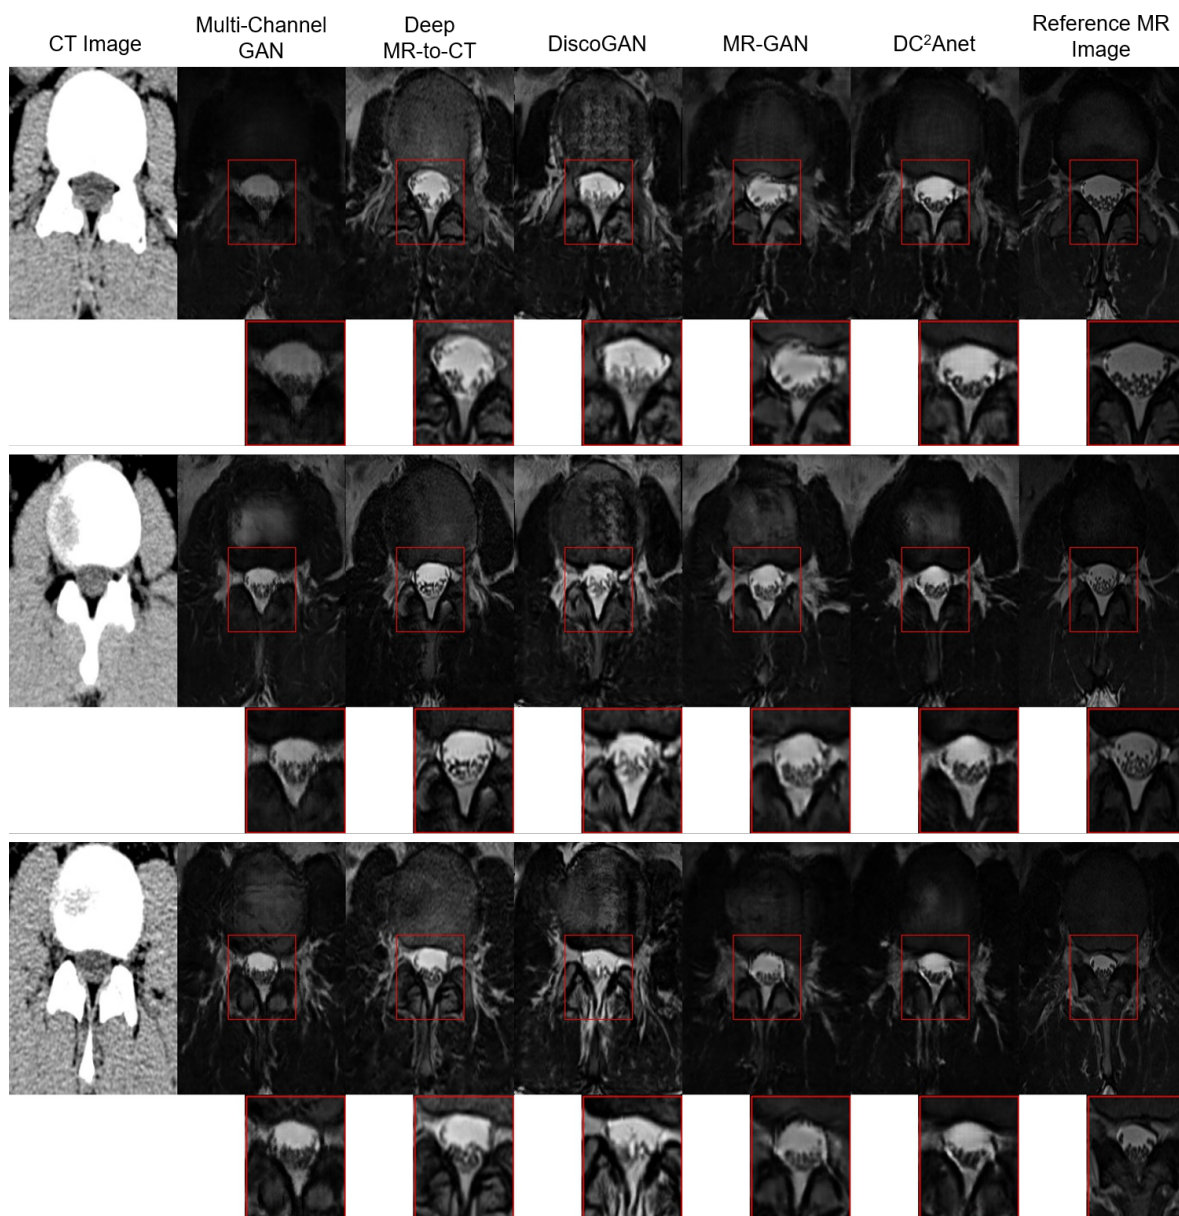 CT Image
Multi-Channel
GAN
Deep
MR-to-CT
DiscoGAN
MR-GAN
DC²Anet
Reference MR
Image